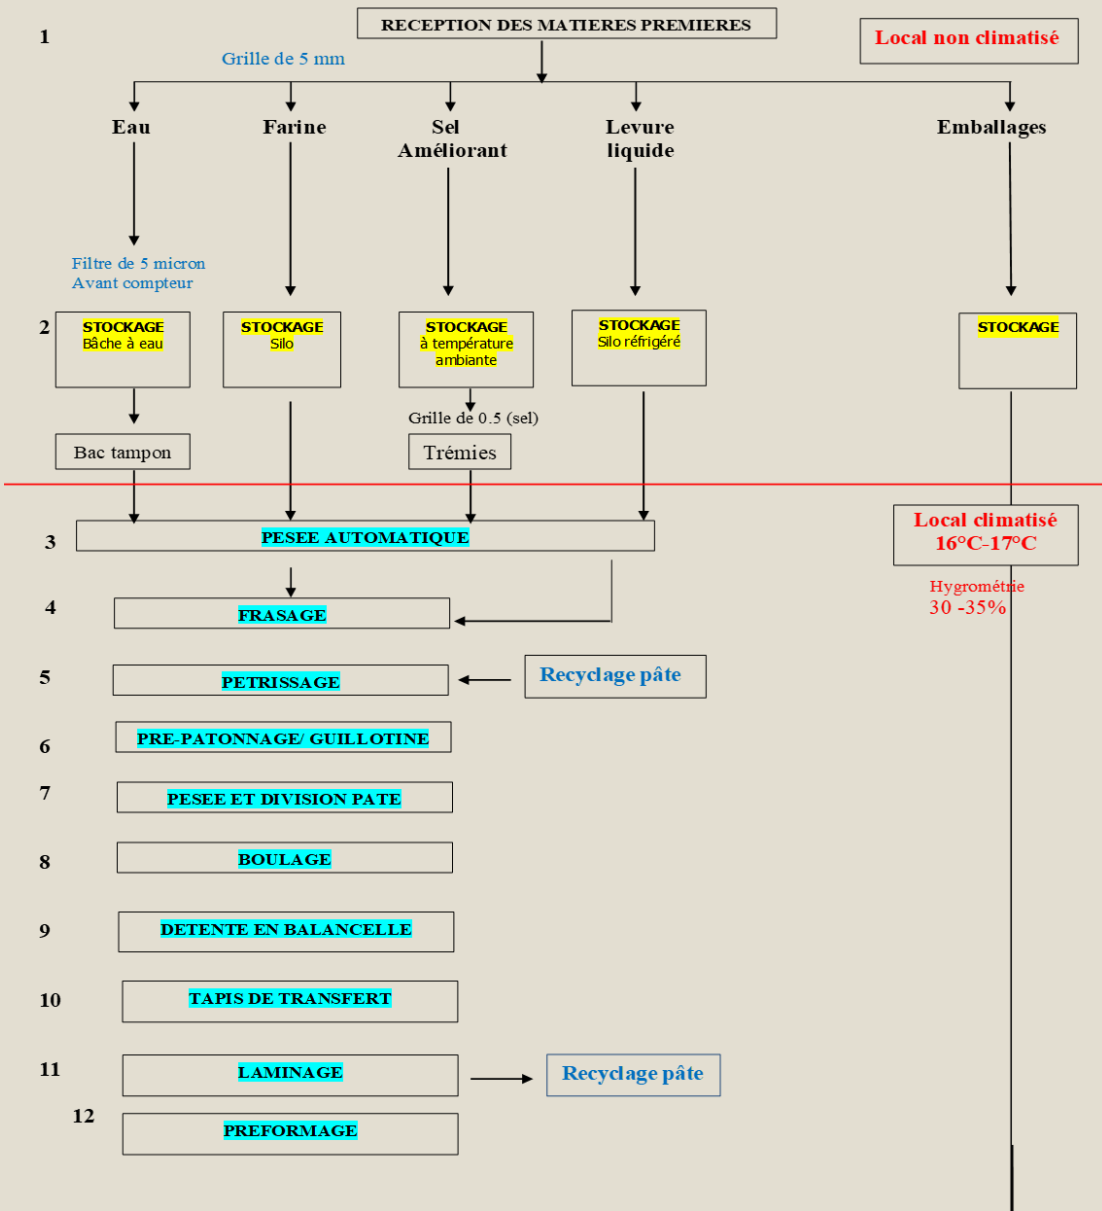 1
RECEPTION DES MATIERES PREMIERES
Local non climatisé
Grille de 5 mm
Eau
Farine
Sel
Améliorant
Levure
liquide
Emballages
Filtre de 5 micron
Avant compteur
2
STOCKAGE
Bâche à eau
STOCKAGE
Silo
STOCKAGE
à température
ambiante
STOCKAGE
Silo réfrigéré
STOCKAGE
Grille de 0.5 (sel)
Bac tampon
Trémies
Local climatisé
16°C-17°C
3
PESEE AUTOMATIQUE
Hygrométrie
30 -35%
4
FRASAGE
5
PETRISSAGE
Recyclage pâte
6
PRE-PATONNAGE/ GUILLOTINE
7
PESEE ET DIVISION PATE
8
BOULAGE
9
DETENTE EN BALANCELLE
10
TAPIS DE TRANSFERT
11
LAMINAGE
Recyclage pâte
12
PREFORMAGE